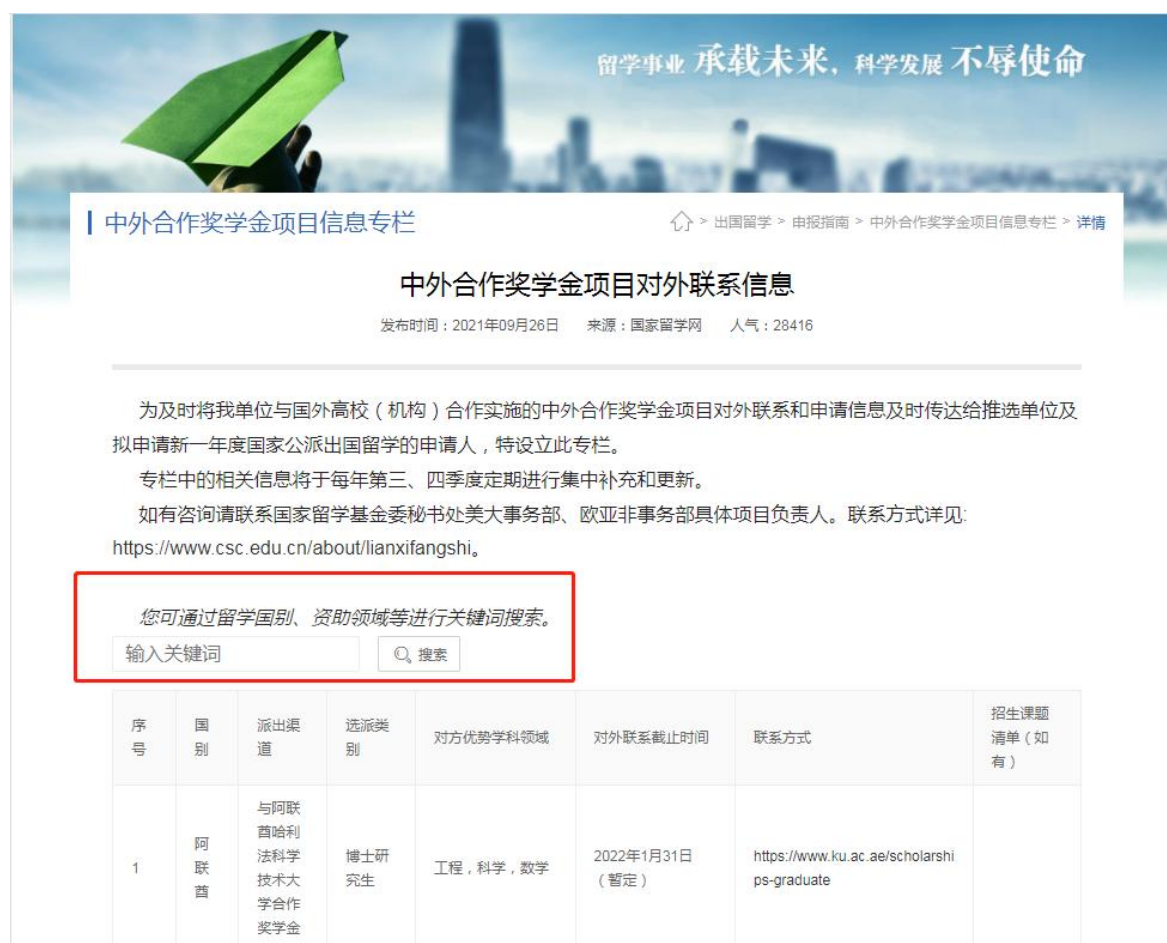 留学事业 承载未来, 科学发展 不辱使命
中外合作奖学金项目信息专栏
> 出国留学 > 申报指南 > 中外合作奖学金项目信息专栏 > 详情
中外合作奖学金项目对外联系信息
发布时间：2021年09月26日 来源：国家留学网 人气：28416
为及时将我单位与国外高校（机构）合作实施的中外合作奖学金项目对外联系和申请信息及时传达给推选单位及
拟申请新一年度国家公派出国留学的申请人，特设立此专栏。
专栏中的相关信息将于每年第三、四季度定期进行集中补充和更新。
如有咨询请联系国家留学基金委秘书处美大事务部、欧亚非事务部具体项目负责人。联系方式详见:
https://www.csc.edu.cn/about/lianxifangshi。
您可通过留学国别、资助领域等进行关键词搜索。
输入关键词 搜索
序
号
国
别
派出渠
道
选派类
别
对方优势学科领域
对外联系截止时间
联系方式
招生课题
清单（如
有）
1
阿
联
酋
与阿联
酋哈利
法科学
技术大
学合作
奖学金
博士研
究生
工程，科学，数学
2022年1月31日
（暂定）
https://www.ku.ac.ae/scholarshi
ps-graduate